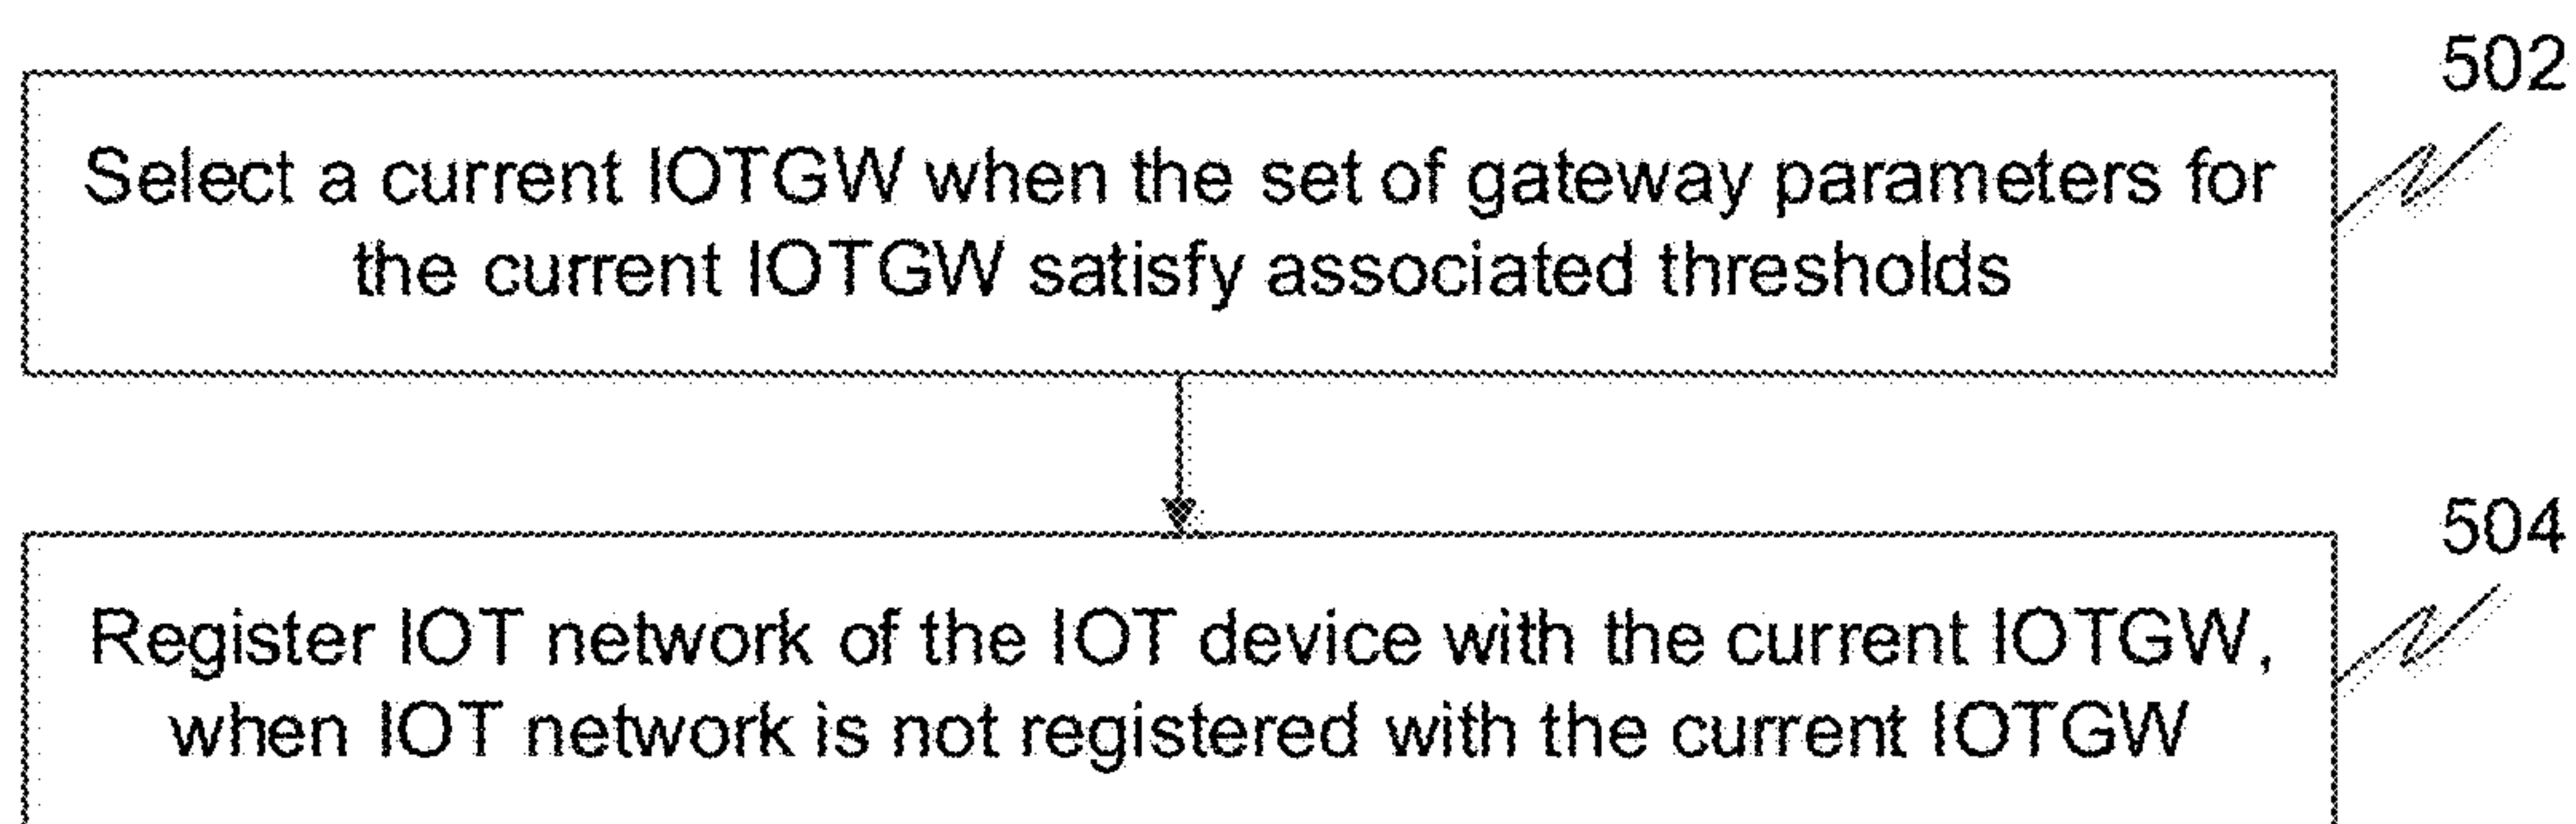 502
Select a current IOTGW when the set of gateway parameters for
the current IOTGW satisfy associated thresholds
504
Register IOT network of the IOT device with the current IOTGW,
when IOT network is not registered with the current IOTGW